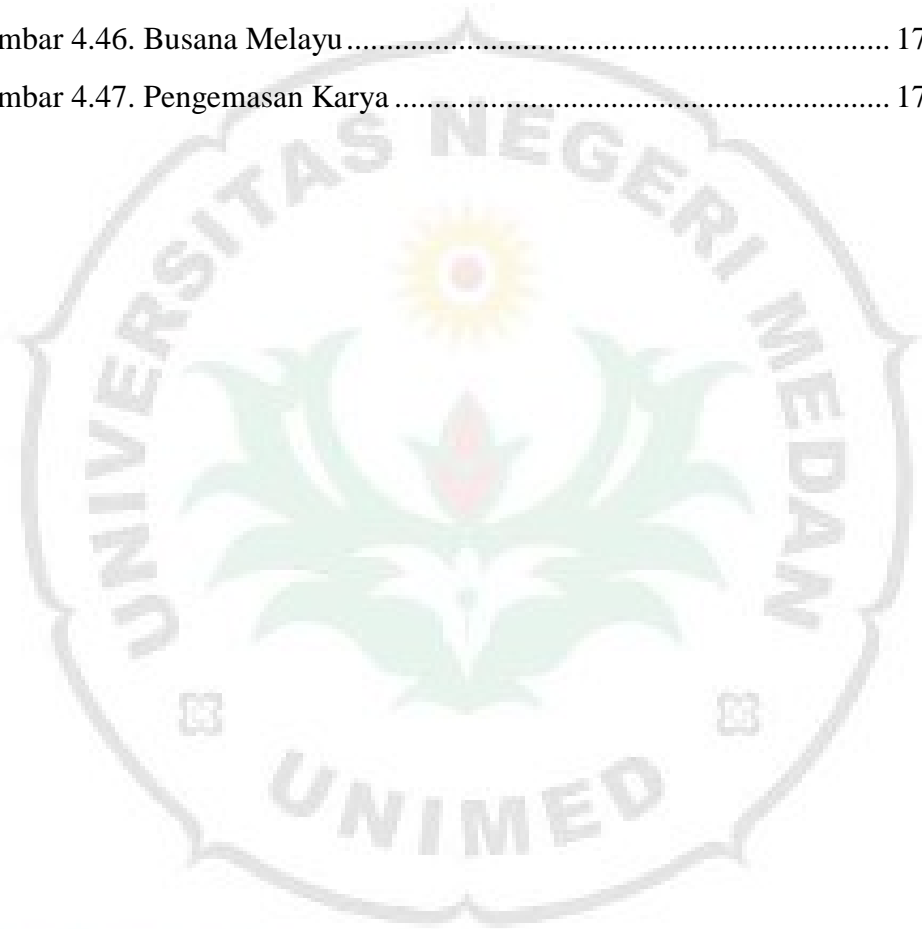 mbar 4.46. Busana Melayu.................................................................... 17
mbar 4.47. Pengemasan Karya.............................................................. 17
UNIVERSITAS NEGERI MEDAN
UNIMED